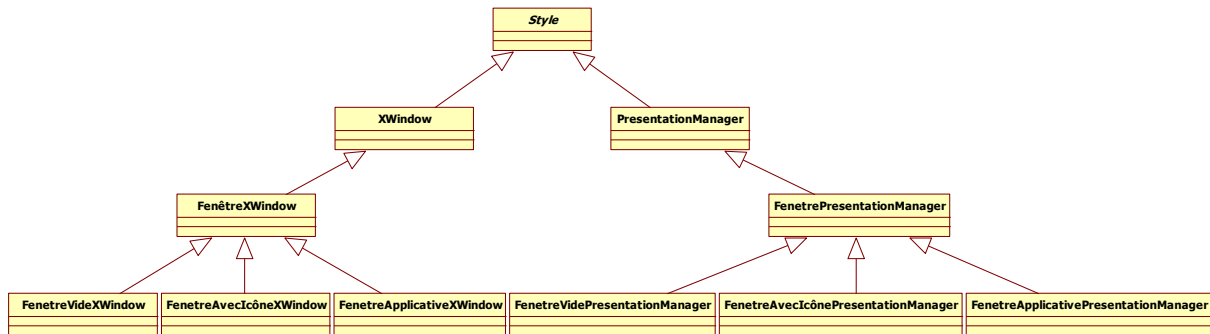 Style
XWindow
PresentationManager
FenêtreXWindow
FenetrePresentationManager
FenetreVideXWindow
FenetreAvecIcôneXWindow
FenetreApplicativeXWindow
FenetreVidePresentationManager
FenetreAvecIcônePresentationManager
FenetreApplicativePresentationManager